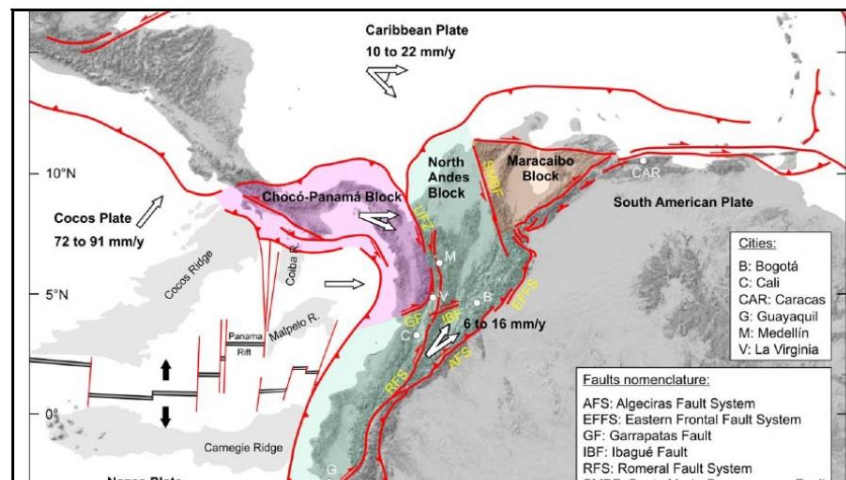 Caribbean Plate
10 to 22 mm/y
10°N
North
Andes
Block
Maracaibo
Block
SMBF
CAR
Chocó-Panamá Block
UFZ
South American Plate
Cocos Plate
72 to 91 mm/y
Cocos Ridge
Coiba R.
M
Cities:
B: Bogotá
C: Cali
CAR: Caracas
G: Guayaquil
M: Medellín
V: La Virginia
EFFS
5°N
V
B
GF
IBF
Malpelo R.
6 to 16 mm/y
C
Panama
Rift
AFS
RFS
Faults nomenclature:
AFS: Algeciras Fault System
EFFS: Eastern Frontal Fault System
GF: Garrapatas Fault
IBF: Ibagué Fault
RFS: Romeral Fault System
0°
Carnegie Ridge
G